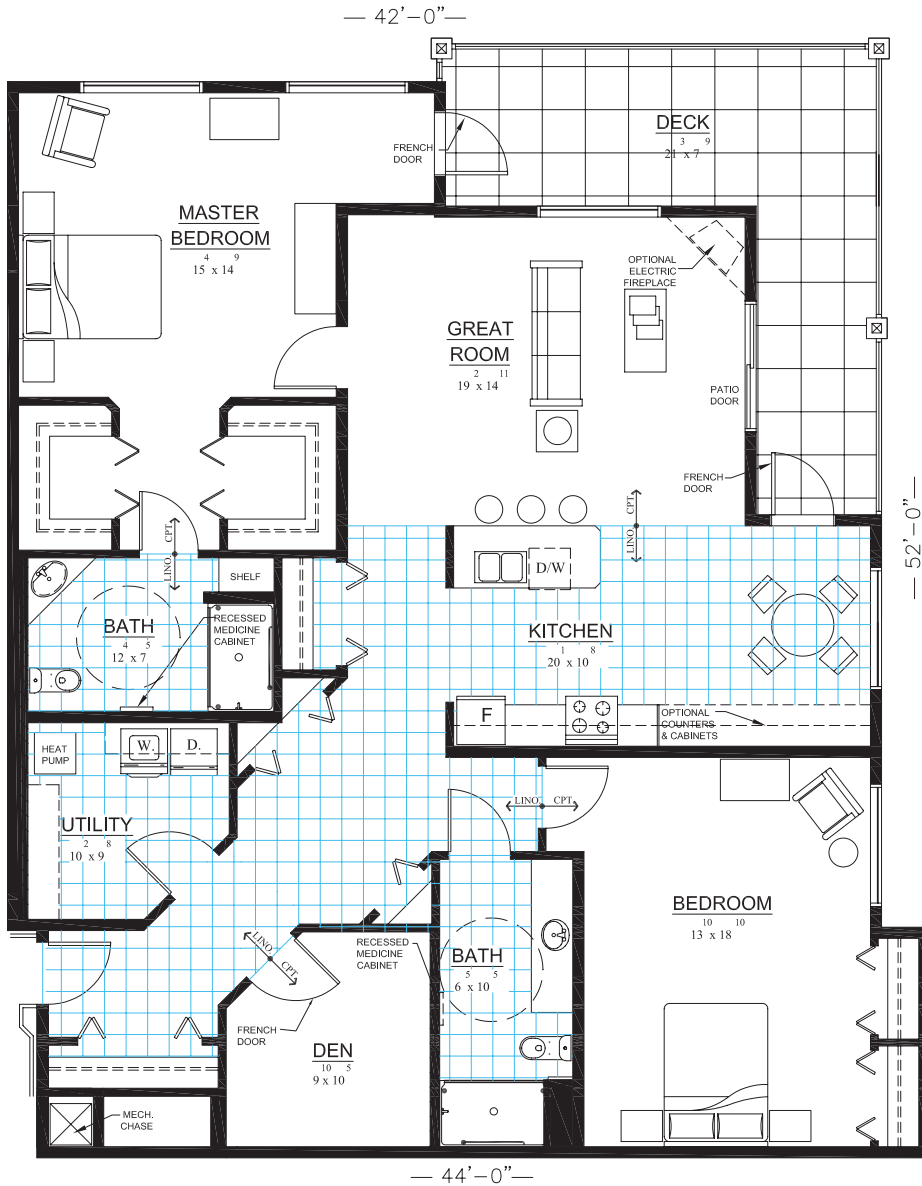 — 42'-0"—
DECK
3 9
21 x 7
FRENCH
DOOR
MASTER
BEDROOM
4 9
15 x 14
OPTIONAL
ELECTRIC
FIREPLACE
GREAT
ROOM
2 11
19 x 14
PATIO
DOOR
FRENCH
DOOR
LINO. CPT.
LINO. CPT.
— 52'-0"—
D/W
SHELF
BATH
4 5
12 x 7
RECESSED
MEDICINE
CABINET
KITCHEN
1 8
20 x 10
F
OPTIONAL
COUNTERS
& CABINETS
HEAT
PUMP
W.
D.
UTILITY
2 8
10 x 9
LINO. CPT.
BEDROOM
10 10
13 x 18
LINO.
CPT.
RECESSED
MEDICINE
CABINET
BATH
5 5
6 x 10
FRENCH
DOOR
DEN
10 5
9 x 10
MECH.
CHASE
— 44'-0"—